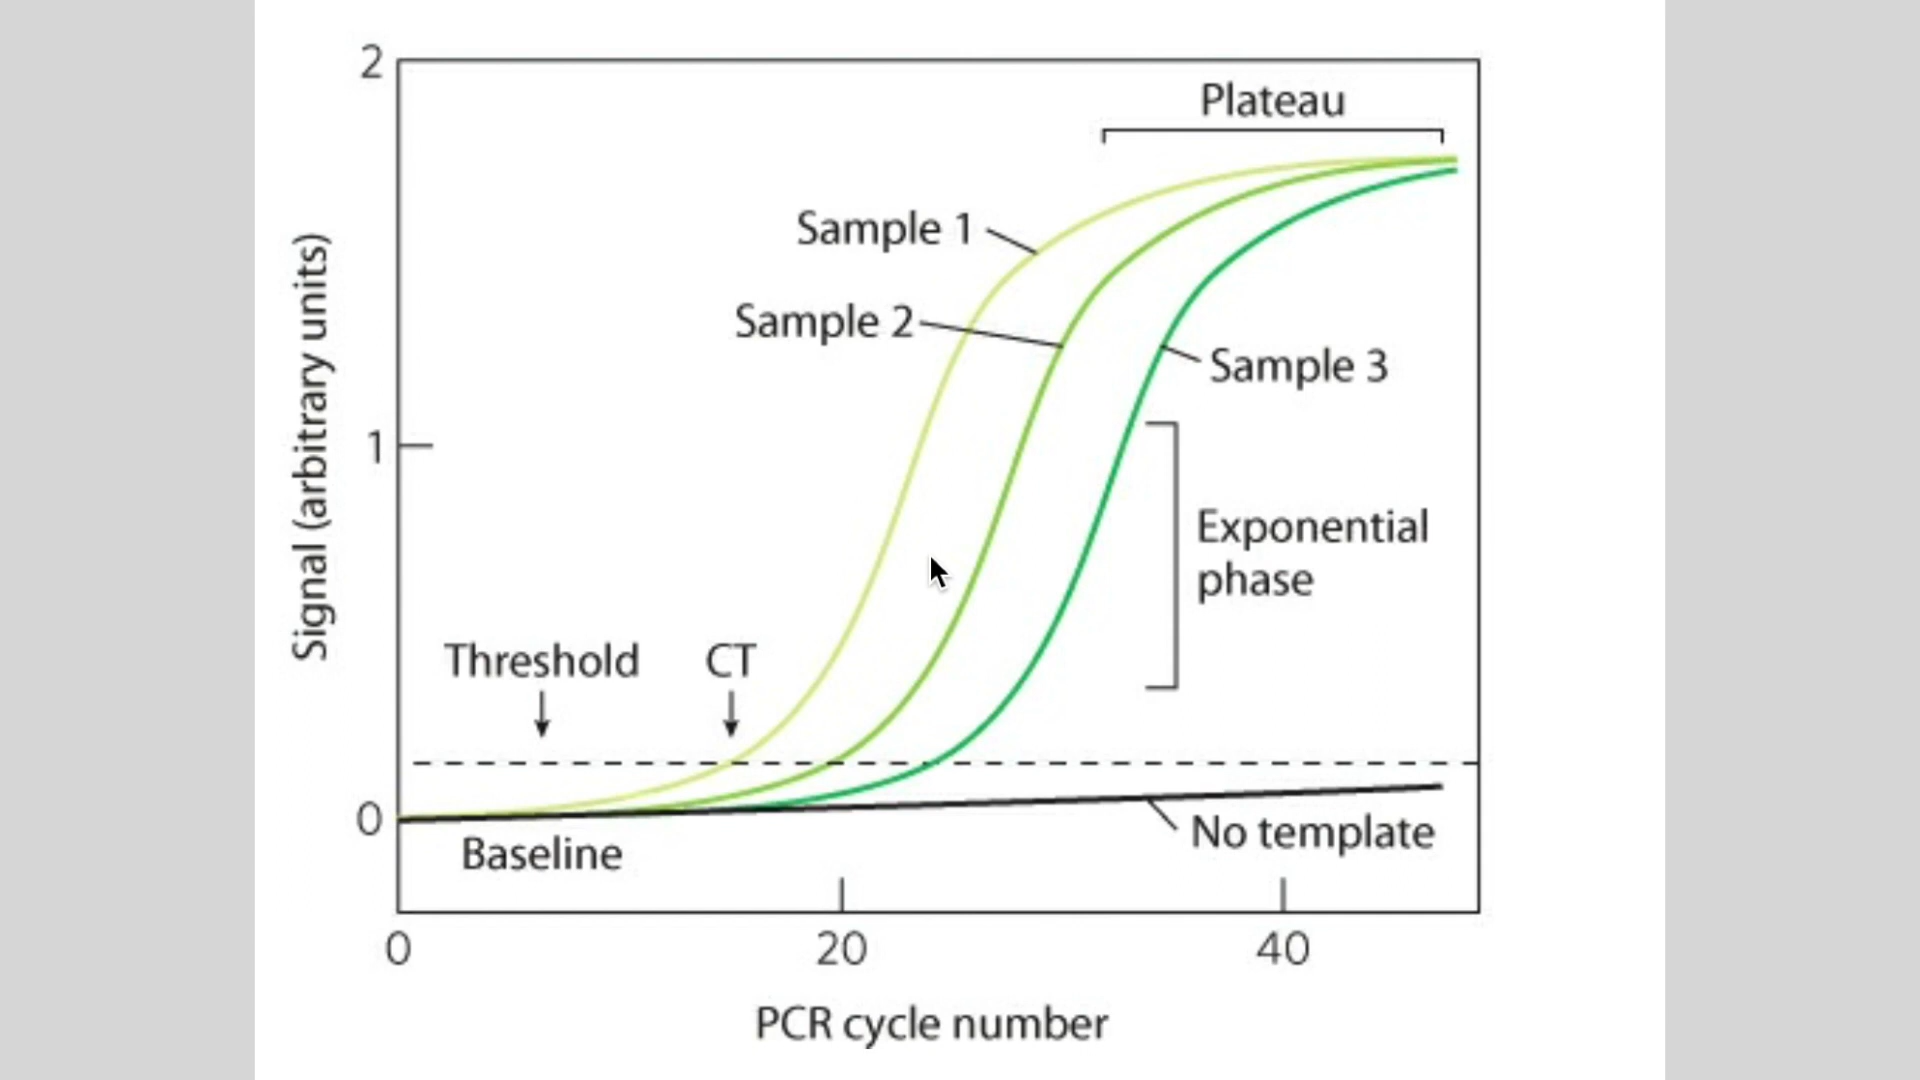 2
Plateau
Sample 1
Sample 2
Sample 3
Signal (arbitrary units)
1
Exponential
phase
Threshold
CT
0
No template
Baseline
0
20
40
PCR cycle number